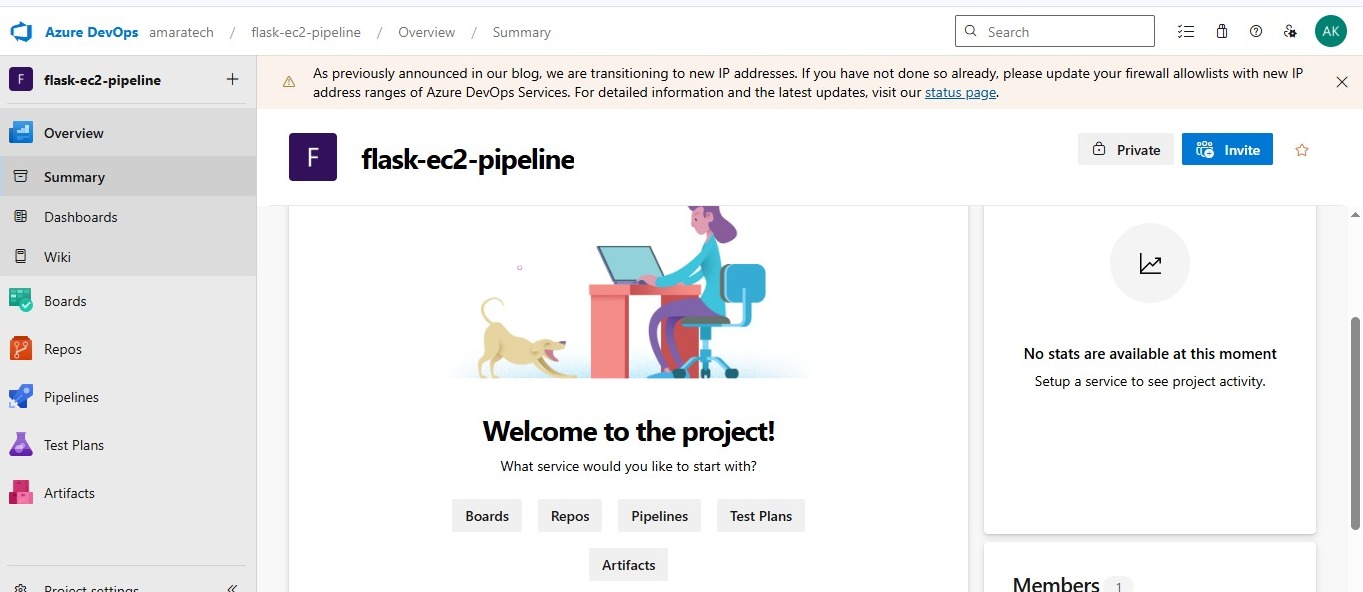 Azure DevOps amaratech / flask-ec2-pipeline / Overview / Summary
Search
AK
F flask-ec2-pipeline +
Overview
Summary
Dashboards
Wiki
Boards
Repos
Pipelines
Test Plans
Artifacts
Project settings
As previously announced in our blog, we are transitioning to new IP addresses. If you have not done so already, please update your firewall allowlists with new IP
address ranges of Azure DevOps Services. For detailed information and the latest updates, visit our status page.
F flask-ec2-pipeline
Private
Invite
Welcome to the project!
What service would you like to start with?
Boards Repos Pipelines Test Plans
Artifacts
No stats are available at this moment
Setup a service to see project activity.
Members 1